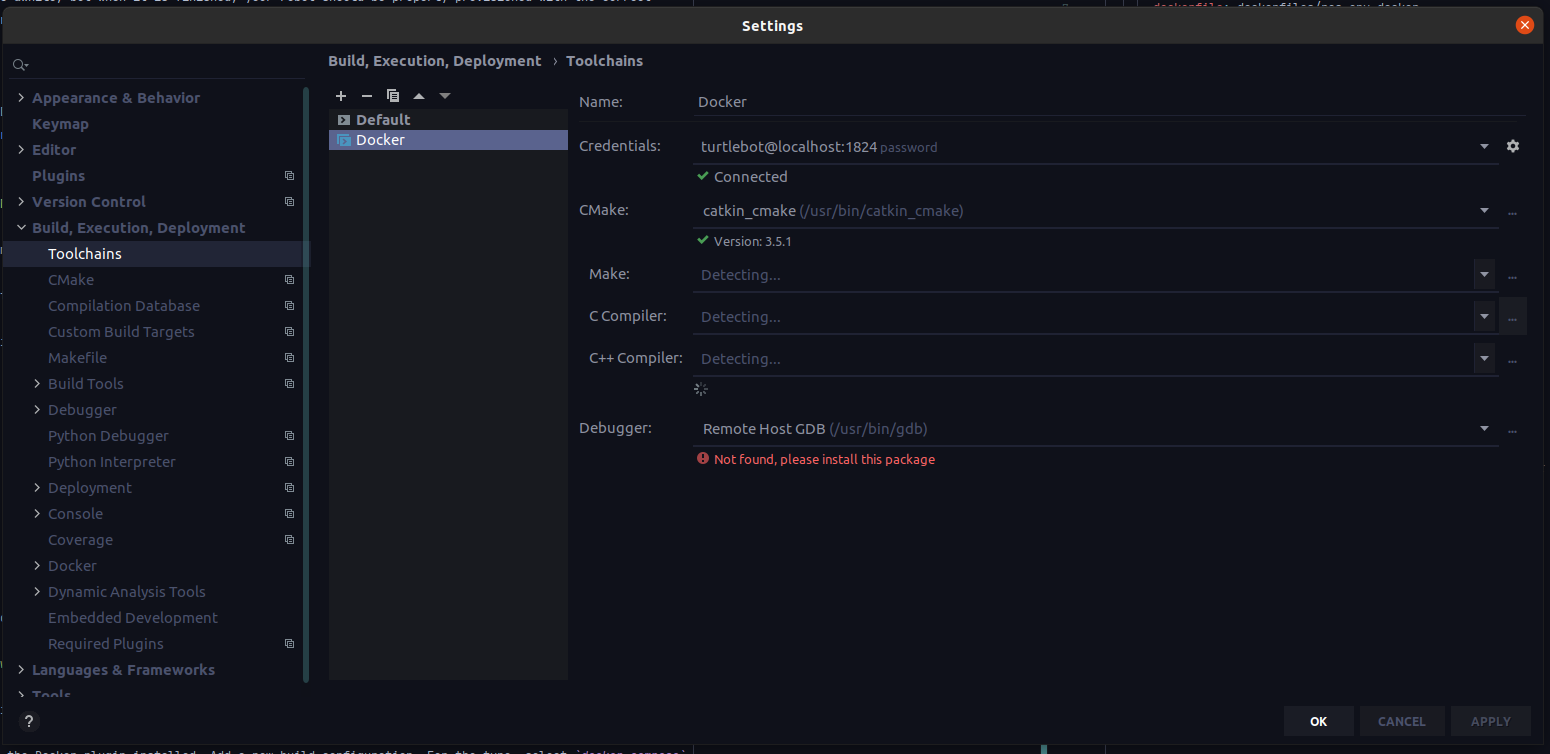 Settings
Build, Execution, Deployment › Toolchains
Appearance & Behavior
Keymap
Editor
Plugins
Version Control
Build, Execution, Deployment
Toolchains
CMake
Compilation Database
Custom Build Targets
Makefile
Build Tools
Debugger
Python Debugger
Python Interpreter
Deployment
Console
Coverage
Docker
Dynamic Analysis Tools
Embedded Development
Required Plugins
Languages & Frameworks
Tools
?
Default
Docker
Name: Docker
Credentials: turtlebot@localhost:1824 password
Connected
CMake: catkin_cmake (/usr/bin/catkin_cmake) ...
Version: 3.5.1
Make: Detecting... ...
C Compiler: Detecting... ...
C++ Compiler: Detecting... ...
Debugger: Remote Host GDB (/usr/bin/gdb) ...
Not found, please install this package
OK CANCEL APPLY